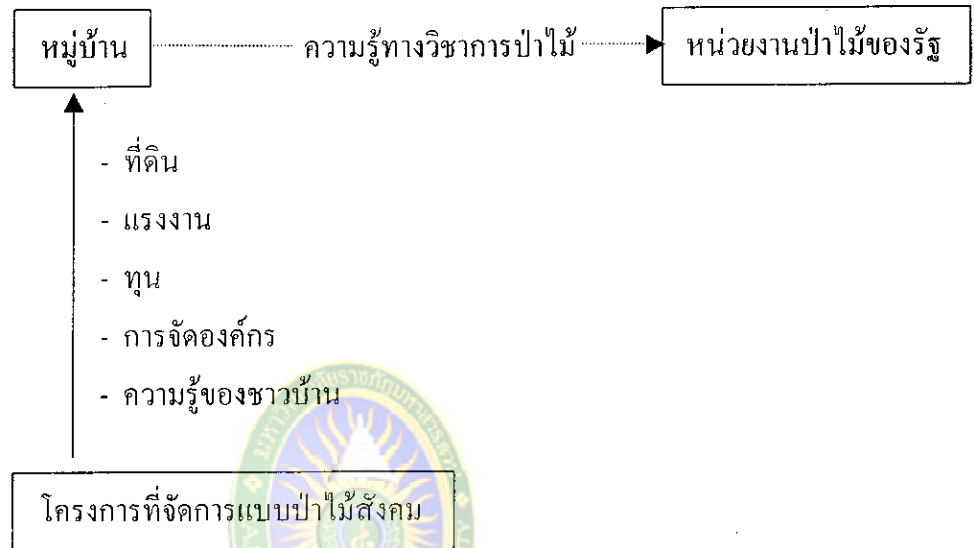 หมู่บ้าน ความรู้ทางวิชาการป่าไม้ หน่วยงานป่าไม้ของรัฐ
- ที่ดิน
- แรงงาน
- ทุน
- การจัดองค์กร
- ความรู้ของชาวบ้าน
โครงการที่จัดการแบบป่าไม้สังคม